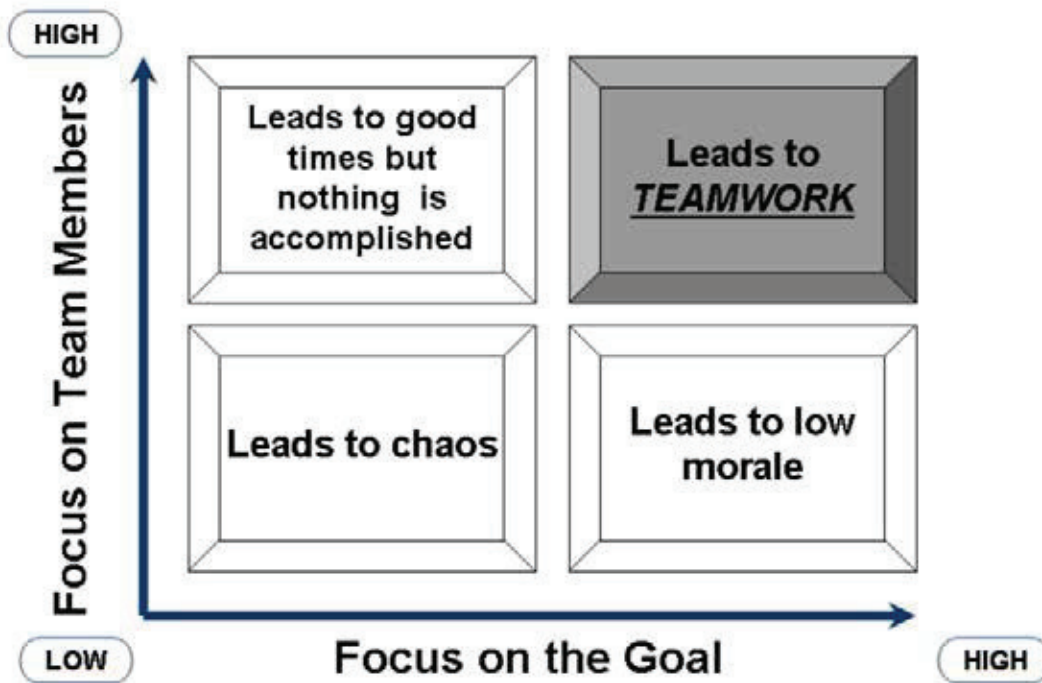 HIGH
Focus on Team Members
Leads to good
times but
nothing is
accomplished
Leads to
TEAMWORK
Leads to chaos
Leads to low
morale
LOW
Focus on the Goal
HIGH